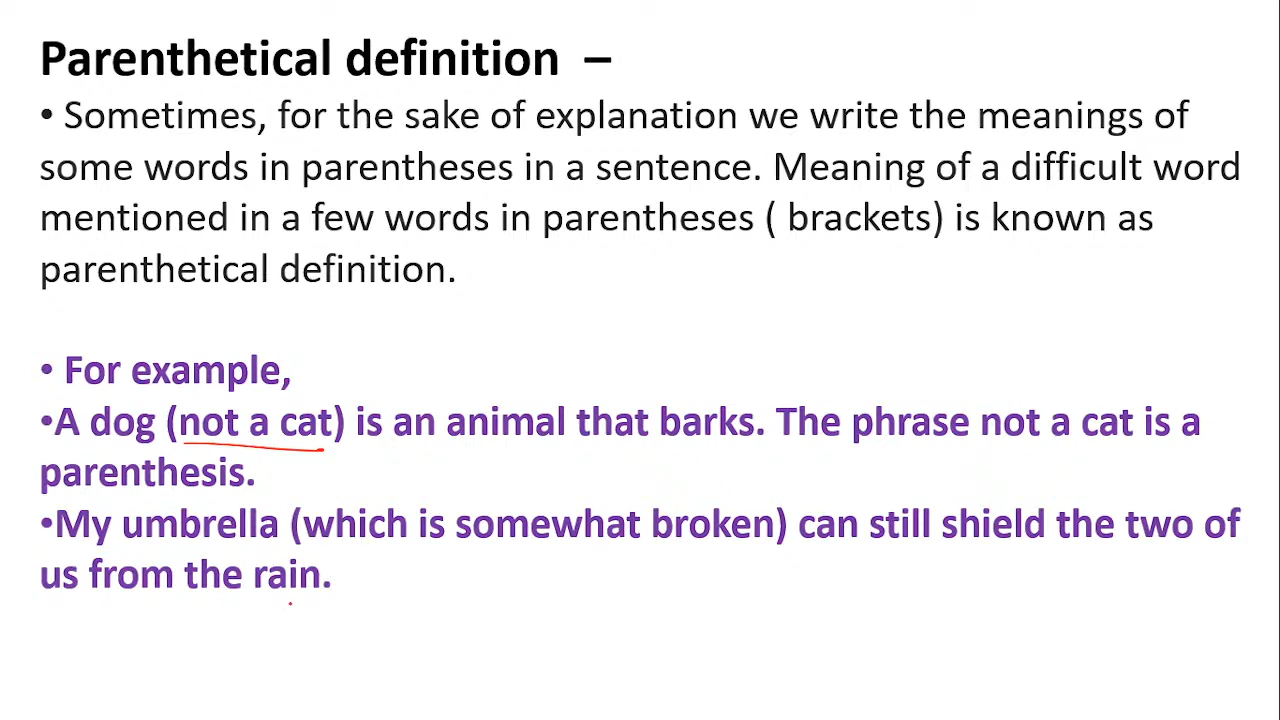 Parenthetical definition –
• Sometimes, for the sake of explanation we write the meanings of
some words in parentheses in a sentence. Meaning of a difficult word
mentioned in a few words in parentheses ( brackets) is known as
parenthetical definition.
• For example,
•A dog (not a cat) is an animal that barks. The phrase not a cat is a
parenthesis.
•My umbrella (which is somewhat broken) can still shield the two of
us from the rain.